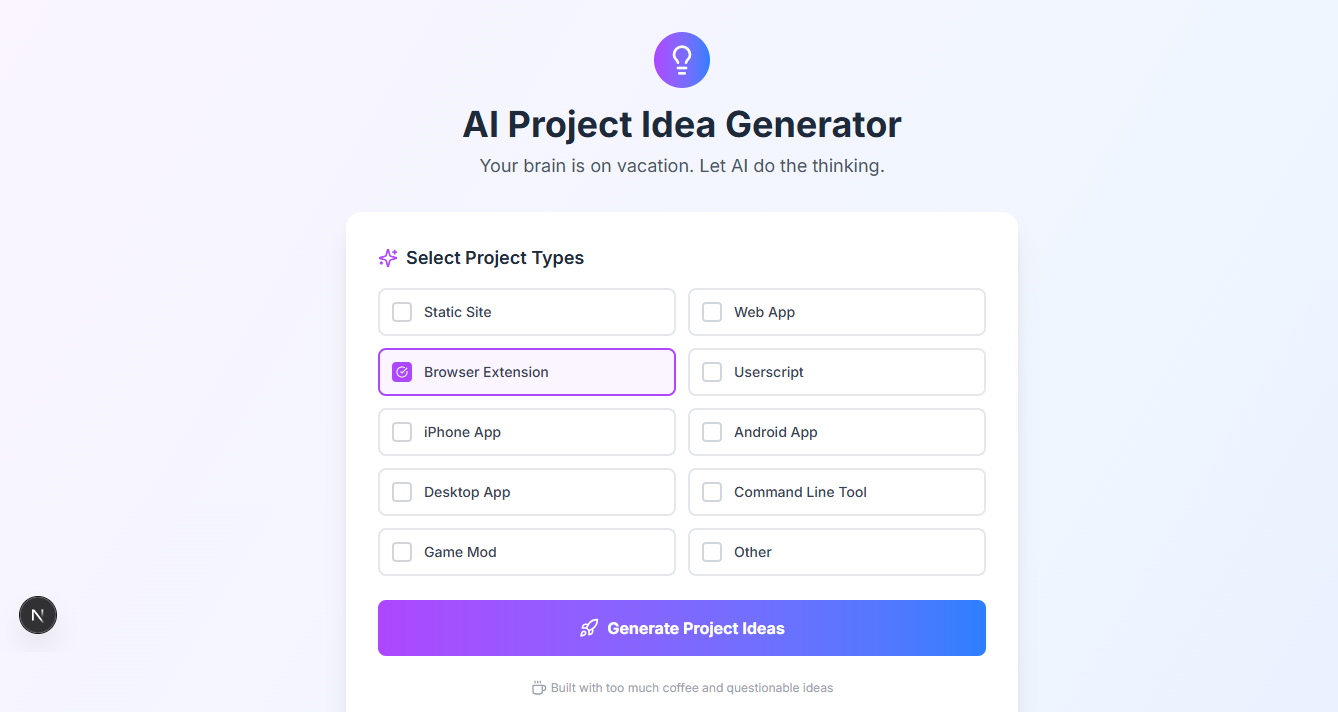 AI Project Idea Generator
Your brain is on vacation. Let AI do the thinking.
Select Project Types
Static Site
Web App
Browser Extension
Userscript
iPhone App
Android App
Desktop App
Command Line Tool
Game Mod
Other
N
Generate Project Ideas
Built with too much coffee and questionable ideas